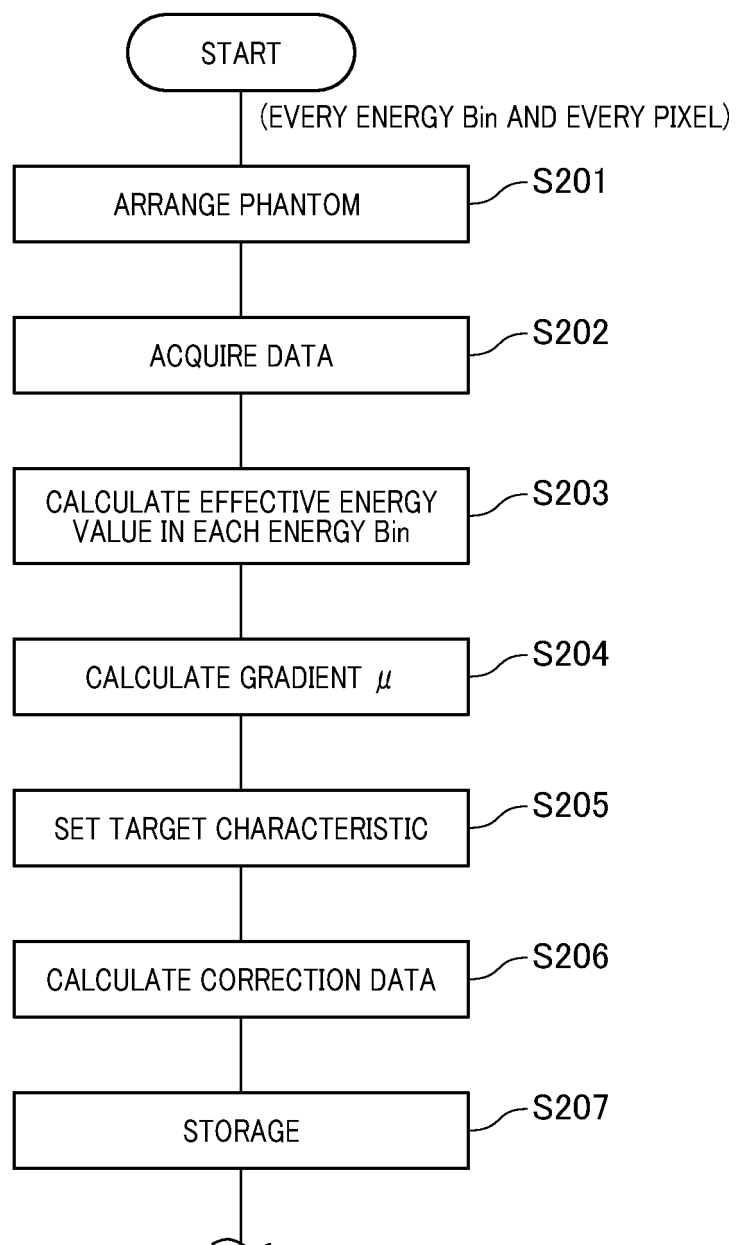 START
(EVERY ENERGY Bin AND EVERY PIXEL)
ARRANGE PHANTOM
S201
ACQUIRE DATA
S202
CALCULATE EFFECTIVE ENERGY
VALUE IN EACH ENERGY Bin
S203
CALCULATE GRADIENT μ
S204
SET TARGET CHARACTERISTIC
S205
CALCULATE CORRECTION DATA
S206
STORAGE
S207